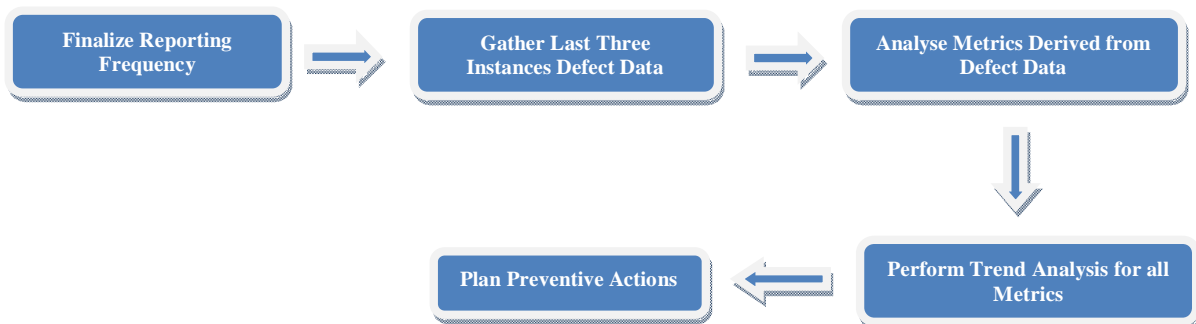 Finalize Reporting
Frequency
Gather Last Three
Instances Defect Data
Analyse Metrics Derived from
Defect Data
Perform Trend Analysis for all
Metrics
Plan Preventive Actions